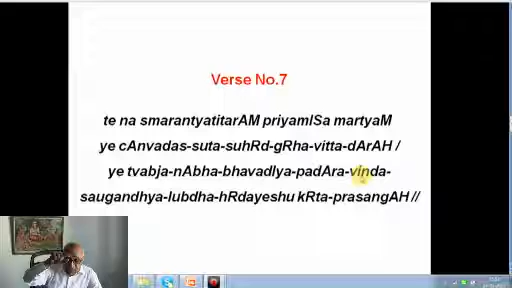 Verse No.7
te na smarantyatitarAM priyamISa martyaM
ye cAnvadas-suta-suhRd-gRha-vitta-dArAH /
ye tvabja-nAbha-bhavadIya-padAra-vinda-
saugandhya-lubdha-hRdayeshu kRta-prasangAH //